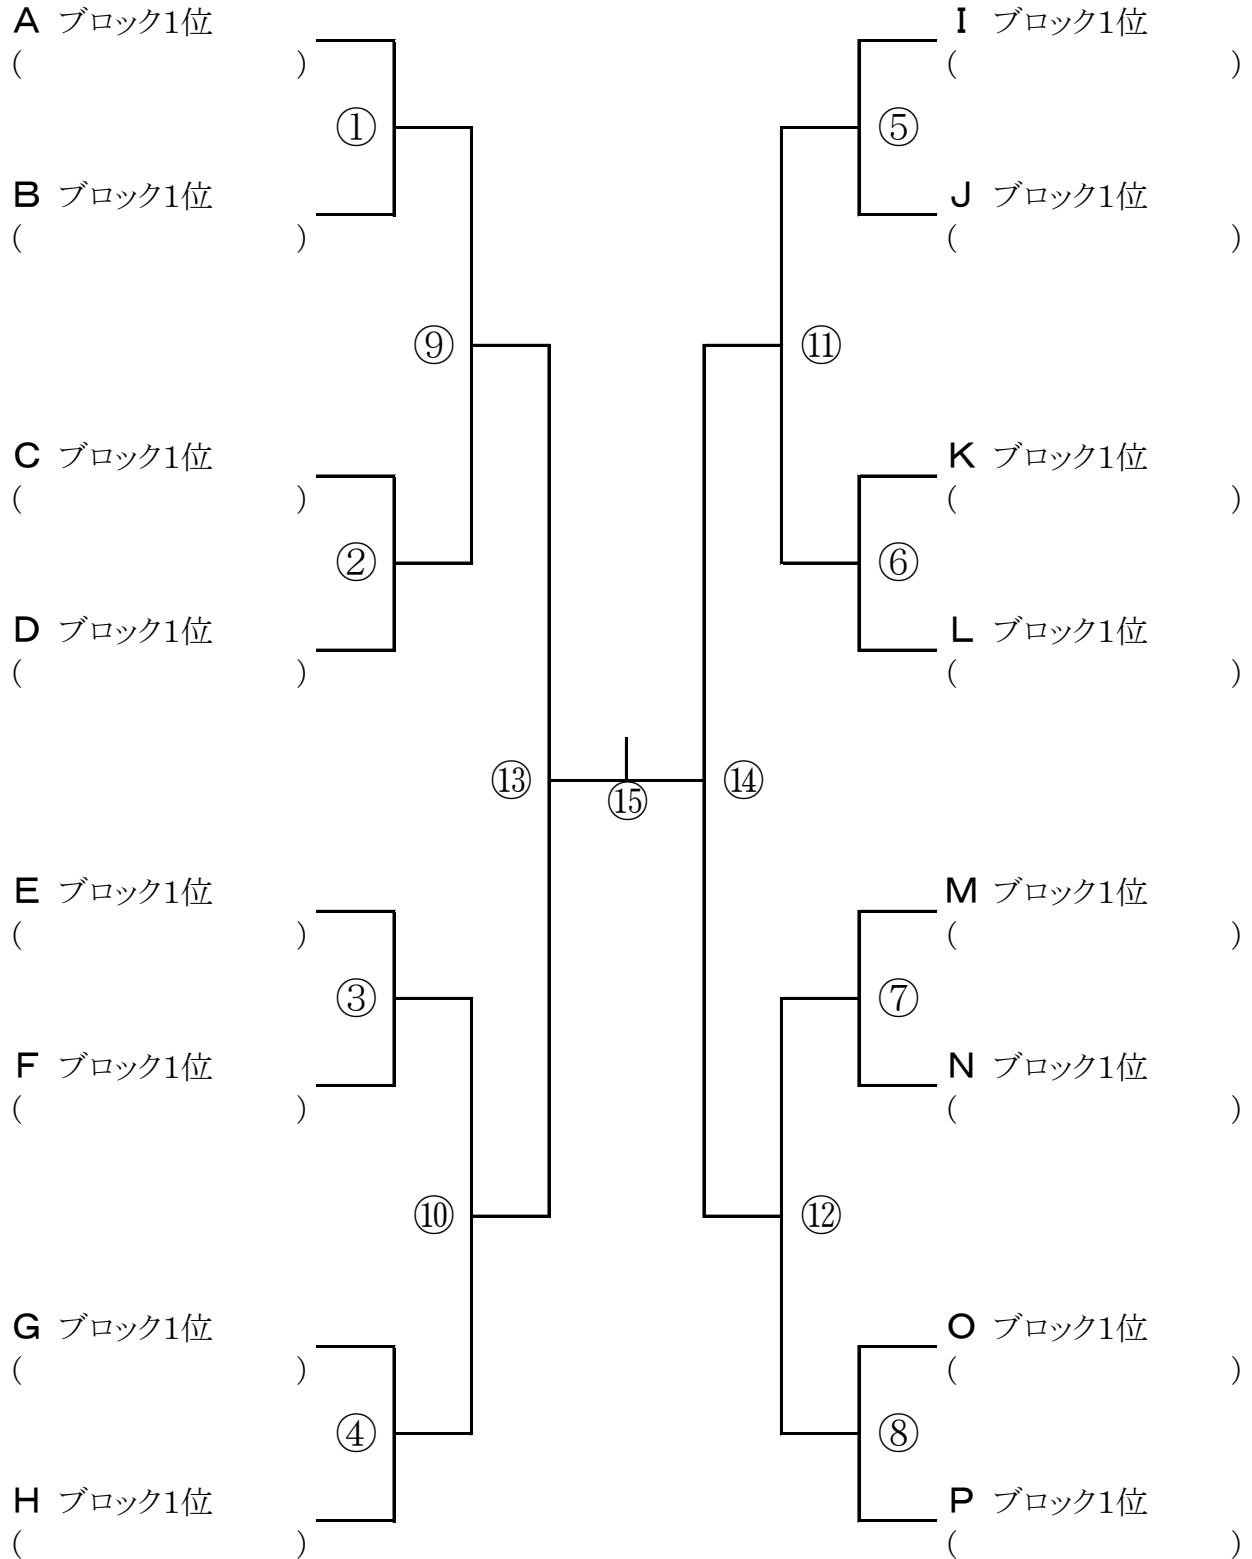 A ブロック1位
( )
①
B ブロック1位
( )
⑨
C ブロック1位
( )
②
D ブロック1位
( )
⑬
E ブロック1位
( )
③
F ブロック1位
( )
⑩
G ブロック1位
( )
④
H ブロック1位
( )
⑮
I ブロック1位
( )
⑤
J ブロック1位
( )
⑪
K ブロック1位
( )
⑥
L ブロック1位
( )
⑭
M ブロック1位
( )
⑦
N ブロック1位
( )
⑫
O ブロック1位
( )
⑧
P ブロック1位
( )